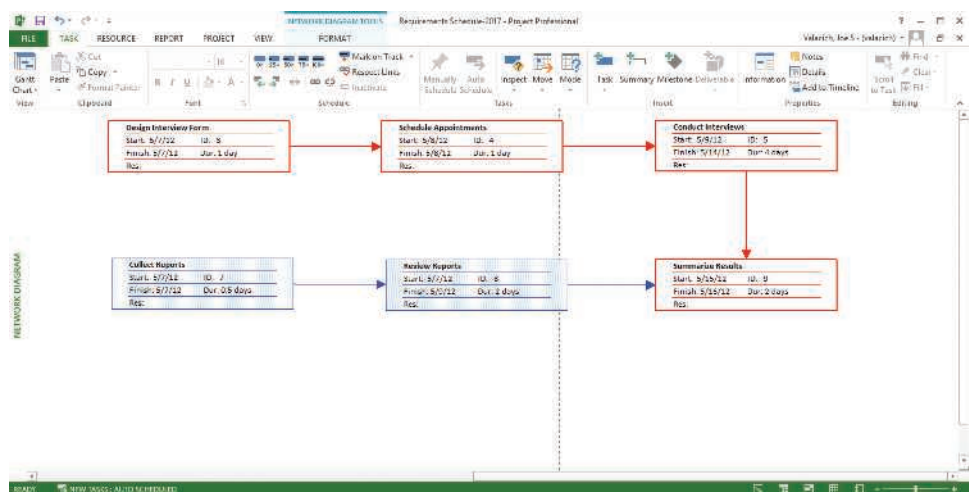 NETWORK DIAGRAM TOOLS
Requirements Schedule-2017 - Project Professional
FILE TASK RESOURCE REPORT PROJECT VIEW FORMAT
Valacich, Joe S - (valacich)
Gantt Chart
View
Paste
Cut
Copy
Format Painter
Clipboard
B I U
Font
Mark on Track
Respect Links
Inactivate
Schedule
Manually Schedule
Auto Schedule
Inspect Move Mode
Tasks
Task Summary Milestone Deliverable
Insert
Information
Notes
Details
Add to Timeline
Properties
Scroll to Task
Find
Clear
Fill
Editing
NETWORK DIAGRAM
Design Interview Form
Start: 5/7/12 ID:
Finish: 5/7/12 Dur: 1 day
Res:
Schedule Appointments
Start: 5/8/12 ID: 4
Finish: 5/8/12 Dur: 1 day
Res:
Conduct Interviews
Start: 5/9/12 ID: 5
Finish: 5/14/12 Dur: 4 days
Res:
Collect Reports
Start: 5/7/12 ID: 7
Finish: 5/7/12 Dur: 0.5 days
Res:
Review Reports
Start: 5/7/12 ID: 8
Finish: 5/9/12 Dur: 2 days
Res:
Summarize Results
Start: 5/15/12 ID: 9
Finish: 5/16/12 Dur: 2 days
Res:
READY NEW TASKS : AUTO SCHEDULED